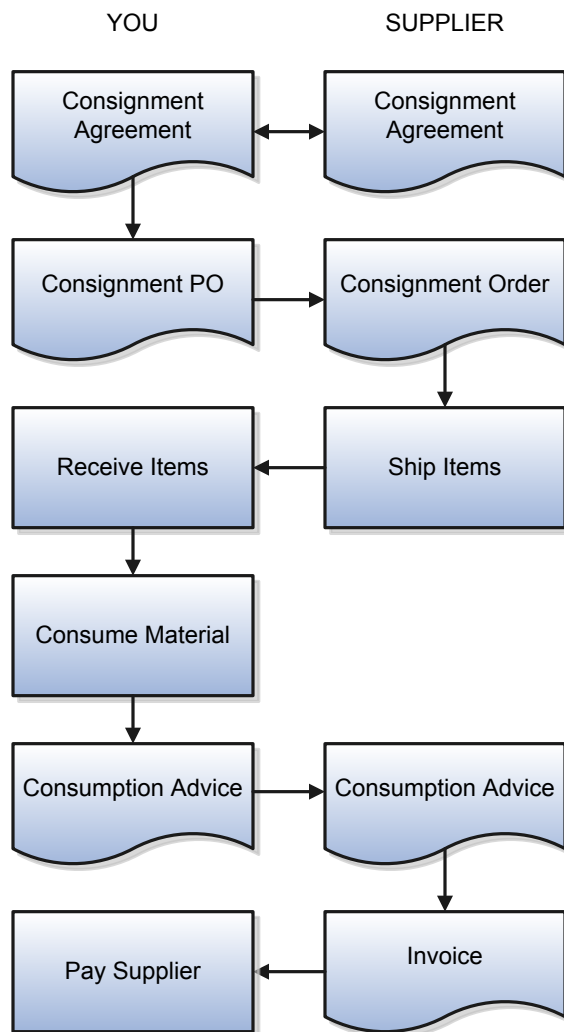 YOU
SUPPLIER
Consignment
Agreement
Consignment
Agreement
Consignment PO
Consignment Order
Receive Items
Ship Items
Consume Material
Consumption Advice
Consumption Advice
Pay Supplier
Invoice